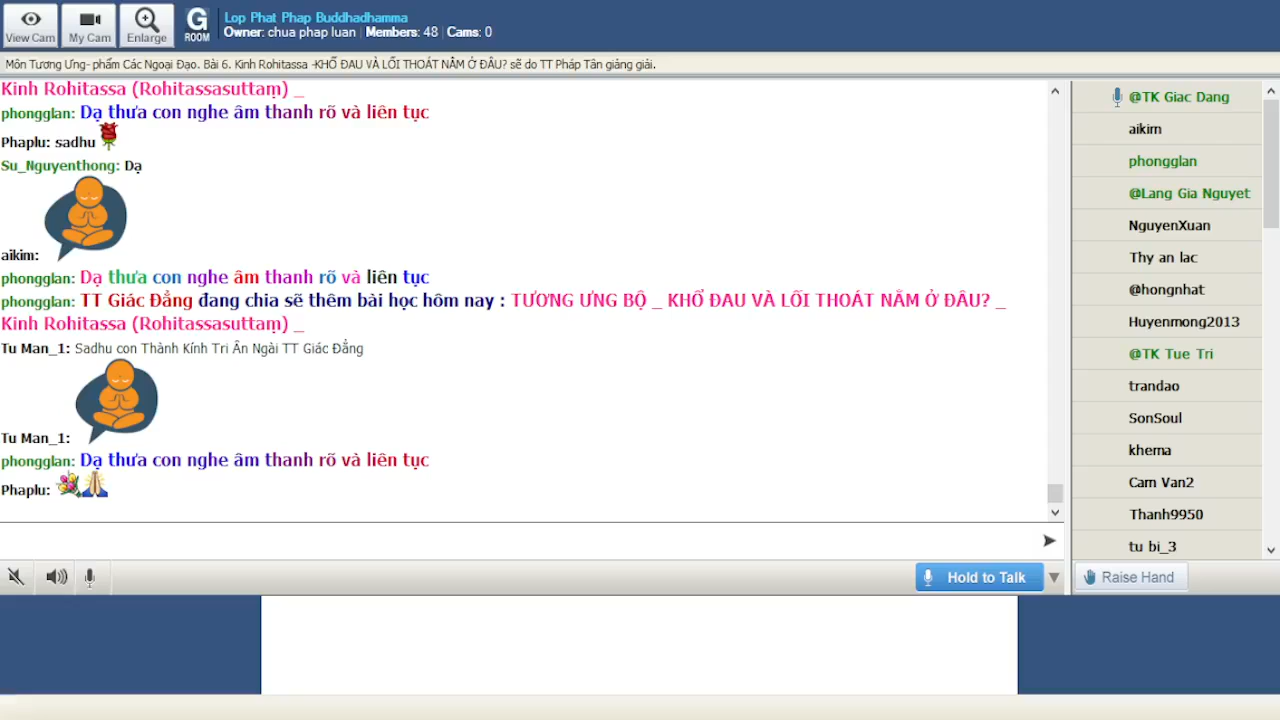 View Cam
My Cam
Enlarge
G
ROOM
Lop Phat Phap Buddhadhamma
Owner: chua phap luan | Members: 48 | Cams: 0
Môn Tương Ưng- phẩm Các Ngoại Đạo. Bài 6. Kinh Rohitassa -KHỔ ĐAU VÀ LỐI THOÁT NẰM Ở ĐÂU? sẽ do TT Pháp Tân giảng giải.
Kinh Rohitassa (Rohitassasuttaṃ) _
phongglan: Dạ thưa con nghe âm thanh rõ và liên tục
Phaplu: sadhu
Su_Nguyenthong: Dạ
aikim:
phongglan: Dạ thưa con nghe âm thanh rõ và liên tục
phongglan: TT Giác Đẳng đang chia sẽ thêm bài học hôm nay : TƯƠNG ƯNG BỘ _ KHỔ ĐAU VÀ LỐI THOÁT NẰM Ở ĐÂU? _
Kinh Rohitassa (Rohitassasuttaṃ) _
Tu Man_1: Sadhu con Thành Kính Tri Ân Ngài TT Giác Đẳng
Tu Man_1:
phongglan: Dạ thưa con nghe âm thanh rõ và liên tục
Phaplu:
Hold to Talk
@TK Giac Dang
aikim
phongglan
@Lang Gia Nguyet
NguyenXuan
Thy an lac
@hongnhat
Huyenmong2013
@TK Tue Tri
trandao
SonSoul
khema
Cam Van2
Thanh9950
tu bi_3
Raise Hand